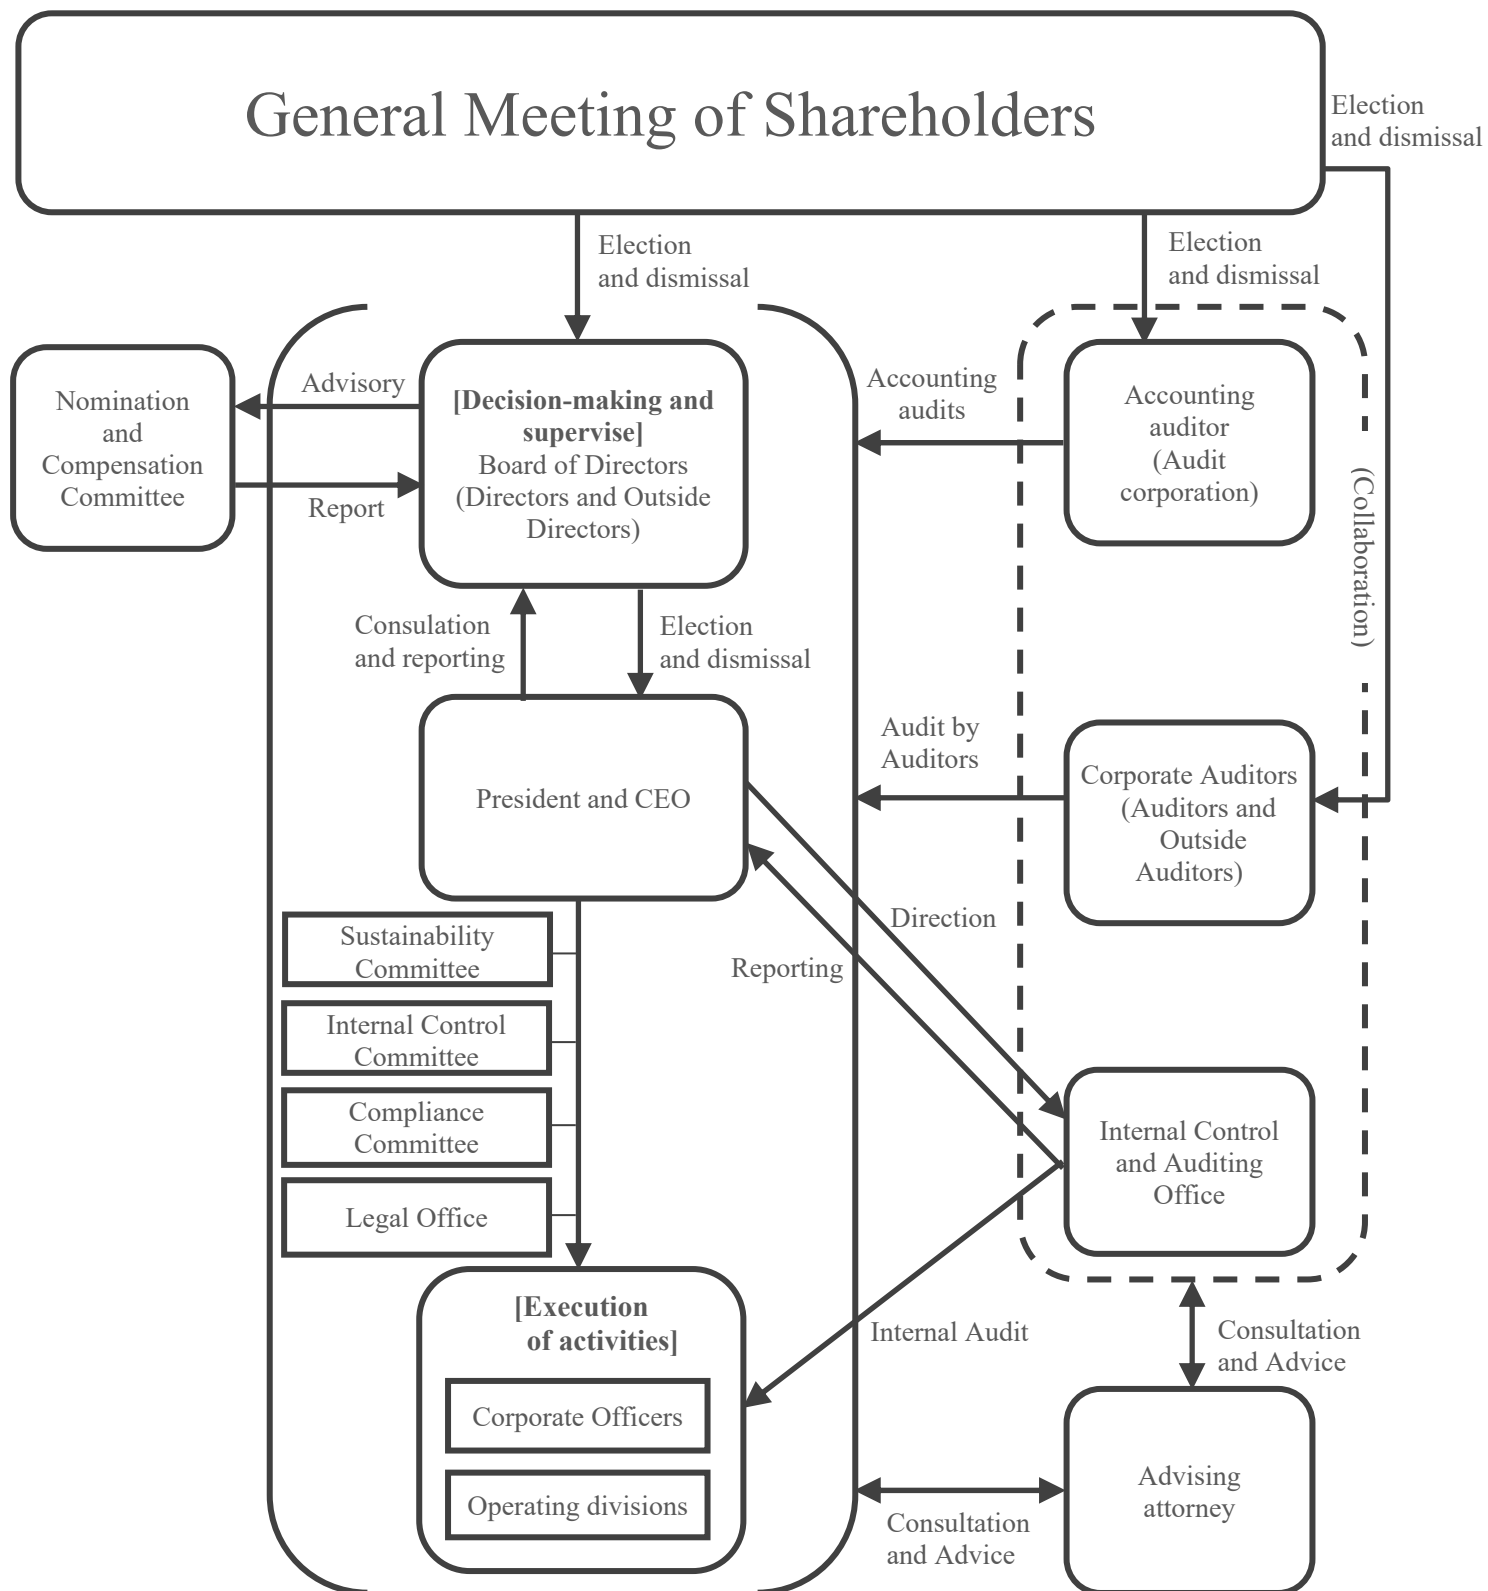 General Meeting of Shareholders
Election
and dismissal
Election
and dismissal
Election
and dismissal
Nomination
and
Compensation
Committee
Advisory
Report
[Decision-making and
supervise]
Board of Directors
(Directors and Outside
Directors)
Accounting
audits
Accounting
auditor
(Audit
corporation)
(Collaboration)
Consulation
and reporting
Election
and dismissal
President and CEO
Audit by
Auditors
Corporate Auditors
(Auditors and
Outside
Auditors)
Direction
Reporting
Sustainability
Committee
Internal Control
Committee
Compliance
Committee
Legal Office
Internal Control
and Auditing
Office
[Execution
of activities]
Corporate Officers
Operating divisions
Internal Audit
Consultation
and Advice
Advising
attorney
Consultation
and Advice